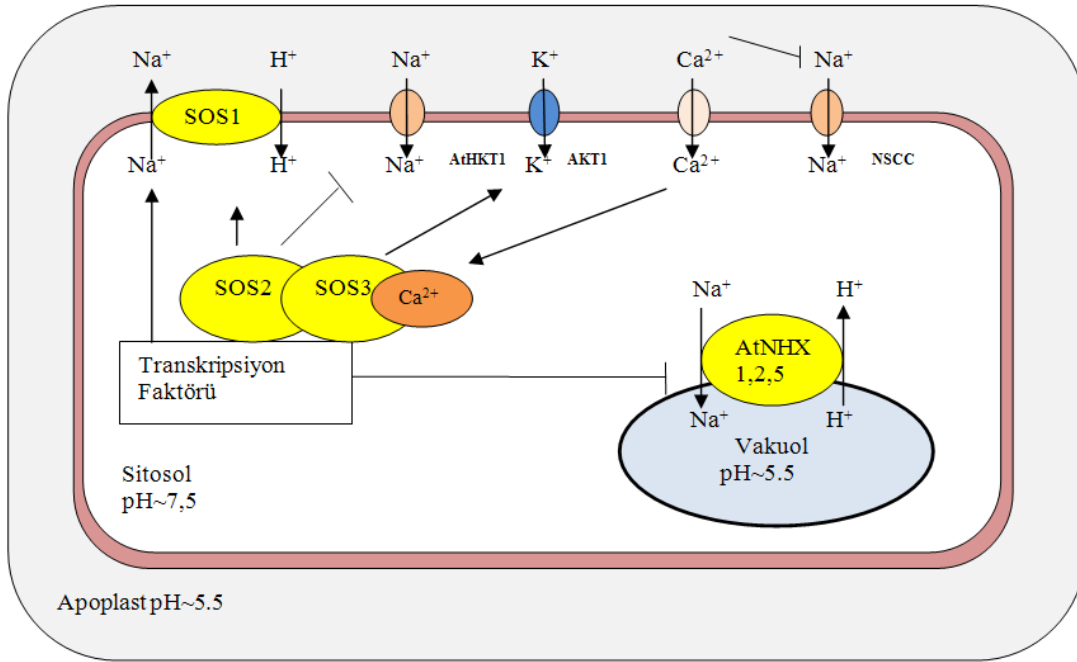 Na⁺ H⁺ Na⁺ K⁺ Ca²⁺ Na⁺
SOS1
Na⁺ H⁺ Na⁺ AtHKT1 K⁺ AKT1 Ca²⁺ Na⁺ NSCC
SOS2 SOS3 Ca²⁺
Na⁺ H⁺
AtNHX
1,2,5
Transkripsiyon
Faktörü
Na⁺ H⁺
Vakuol
pH~5.5
Sitosol
pH~7,5
Apoplast pH~5.5